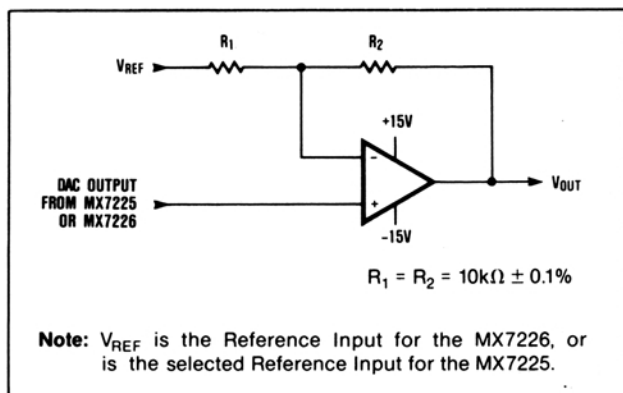 R1
R2
VREF
+15V
-
DAC OUTPUT
FROM MX7225
OR MX7226
+
VOUT
-15V
R1 = R2 = 10kΩ ± 0.1%
Note: VREF is the Reference Input for the MX7226, or
is the selected Reference Input for the MX7225.